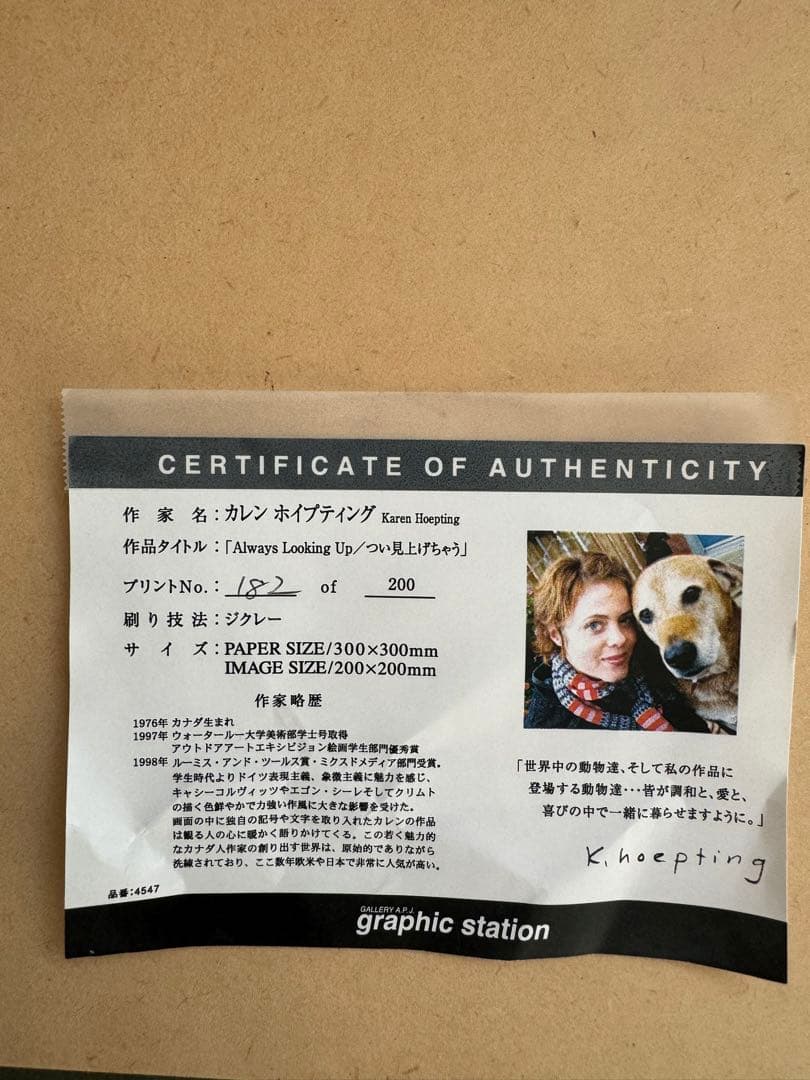 CERTIFICATE OF AUTHENTICITY
作家名：カレン ホイプティング Karen Hoepting
作品タイトル：「Always Looking Up／つい見上げちゃう」
プリントNo.： 182 of 200
刷り技法：ジクレー
サイズ：PAPER SIZE/300×300mm
IMAGE SIZE/200×200mm
作家略歴
1976年 カナダ生まれ
1997年 ウォータールー大学美術部学士号取得
アウトドアアートエキシビジョン絵画学生部門優秀賞
1998年 ルーミス・アンド・ツールス賞・ミクスドメディア部門受賞。
学生時代よりドイツ表現主義、象徴主義に魅力を感じ、
キャシーコルヴィッツやエゴン・シーレそしてクリムト
の描く色鮮やかで力強い作風に大きな影響を受けた。
画面の中に独自の記号や文字を取り入れたカレンの作品
は観る人の心に暖かく語りかけてくる。この若く魅力的
なカナダ人作家の創り出す世界は、原始的でありながら
洗練されており、ここ数年欧米や日本で非常に人気が高い。
「世界中の動物達、そして私の作品に
登場する動物達･･･皆が調和と、愛と、
喜びの中で一緒に暮らせますように。」
K. hoepting
品番：4547
GALLERY A.P.J.
graphic station